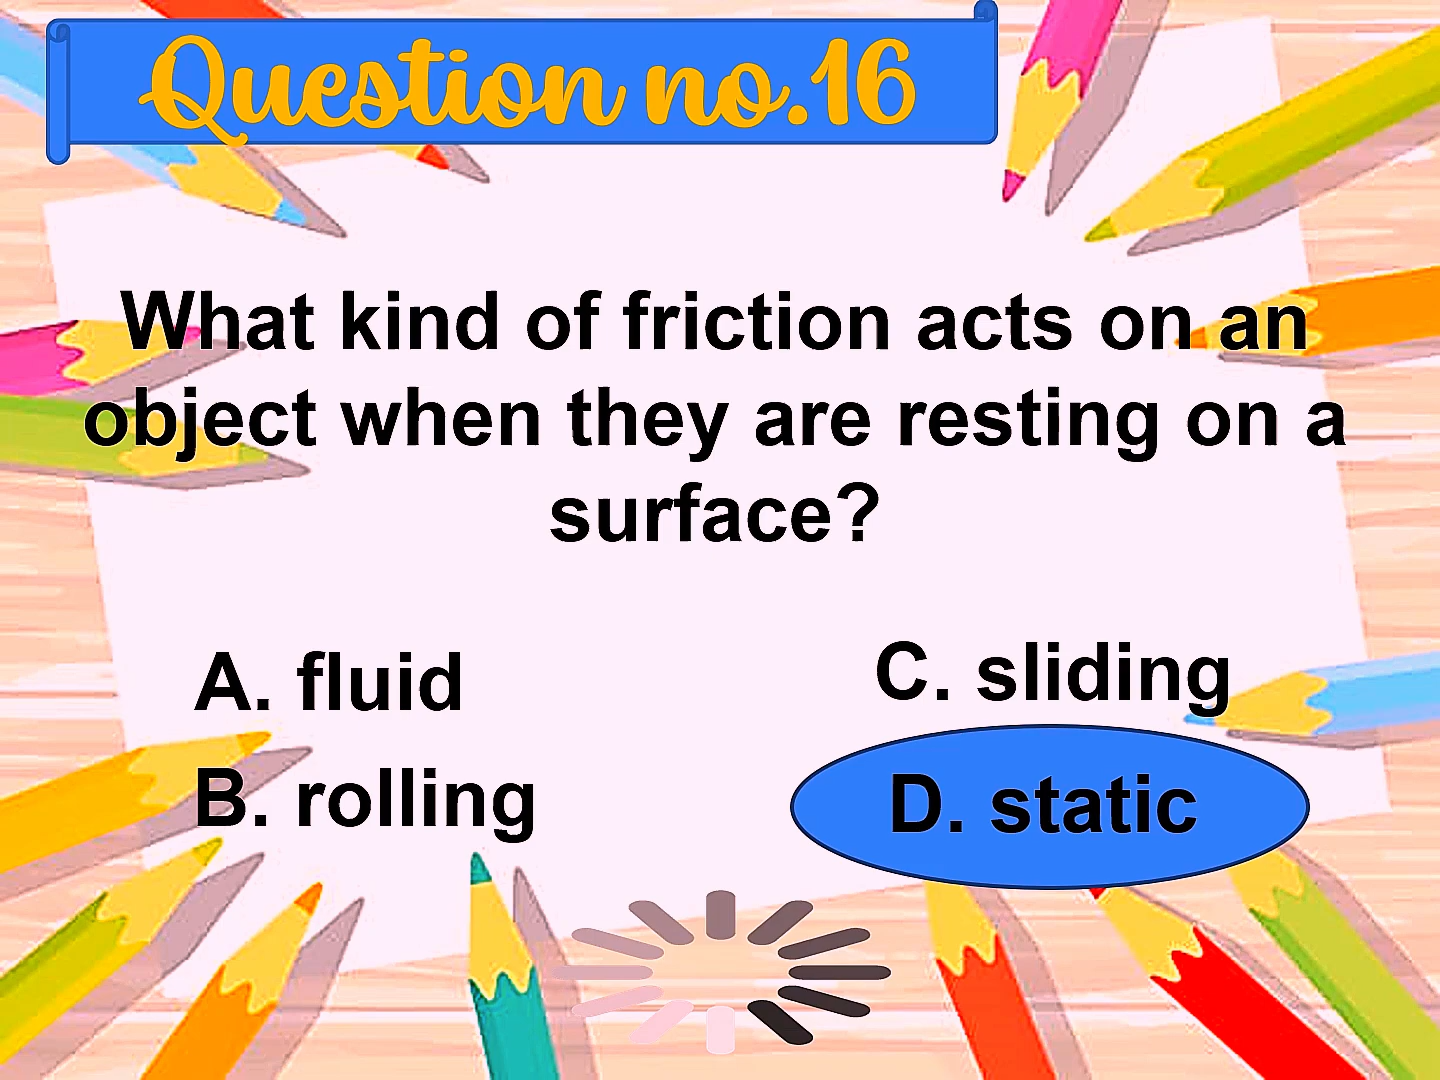 Question no.16
What kind of friction acts on an
object when they are resting on a
surface?
A. fluid
C. sliding
B. rolling
D. static